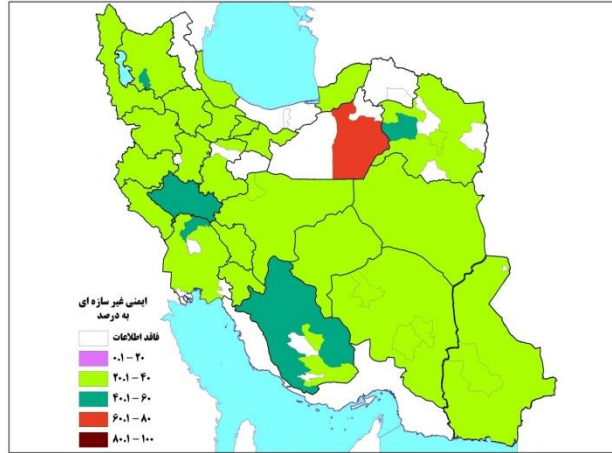 ایمنی غیر سازه ای
به درصد
فاقد اطلاعات
۰.۱ – ۲۰
۲۰.۱ – ۴۰
۴۰.۱ – ۶۰
۶۰.۱ – ۸۰
۸۰.۱ – ۱۰۰